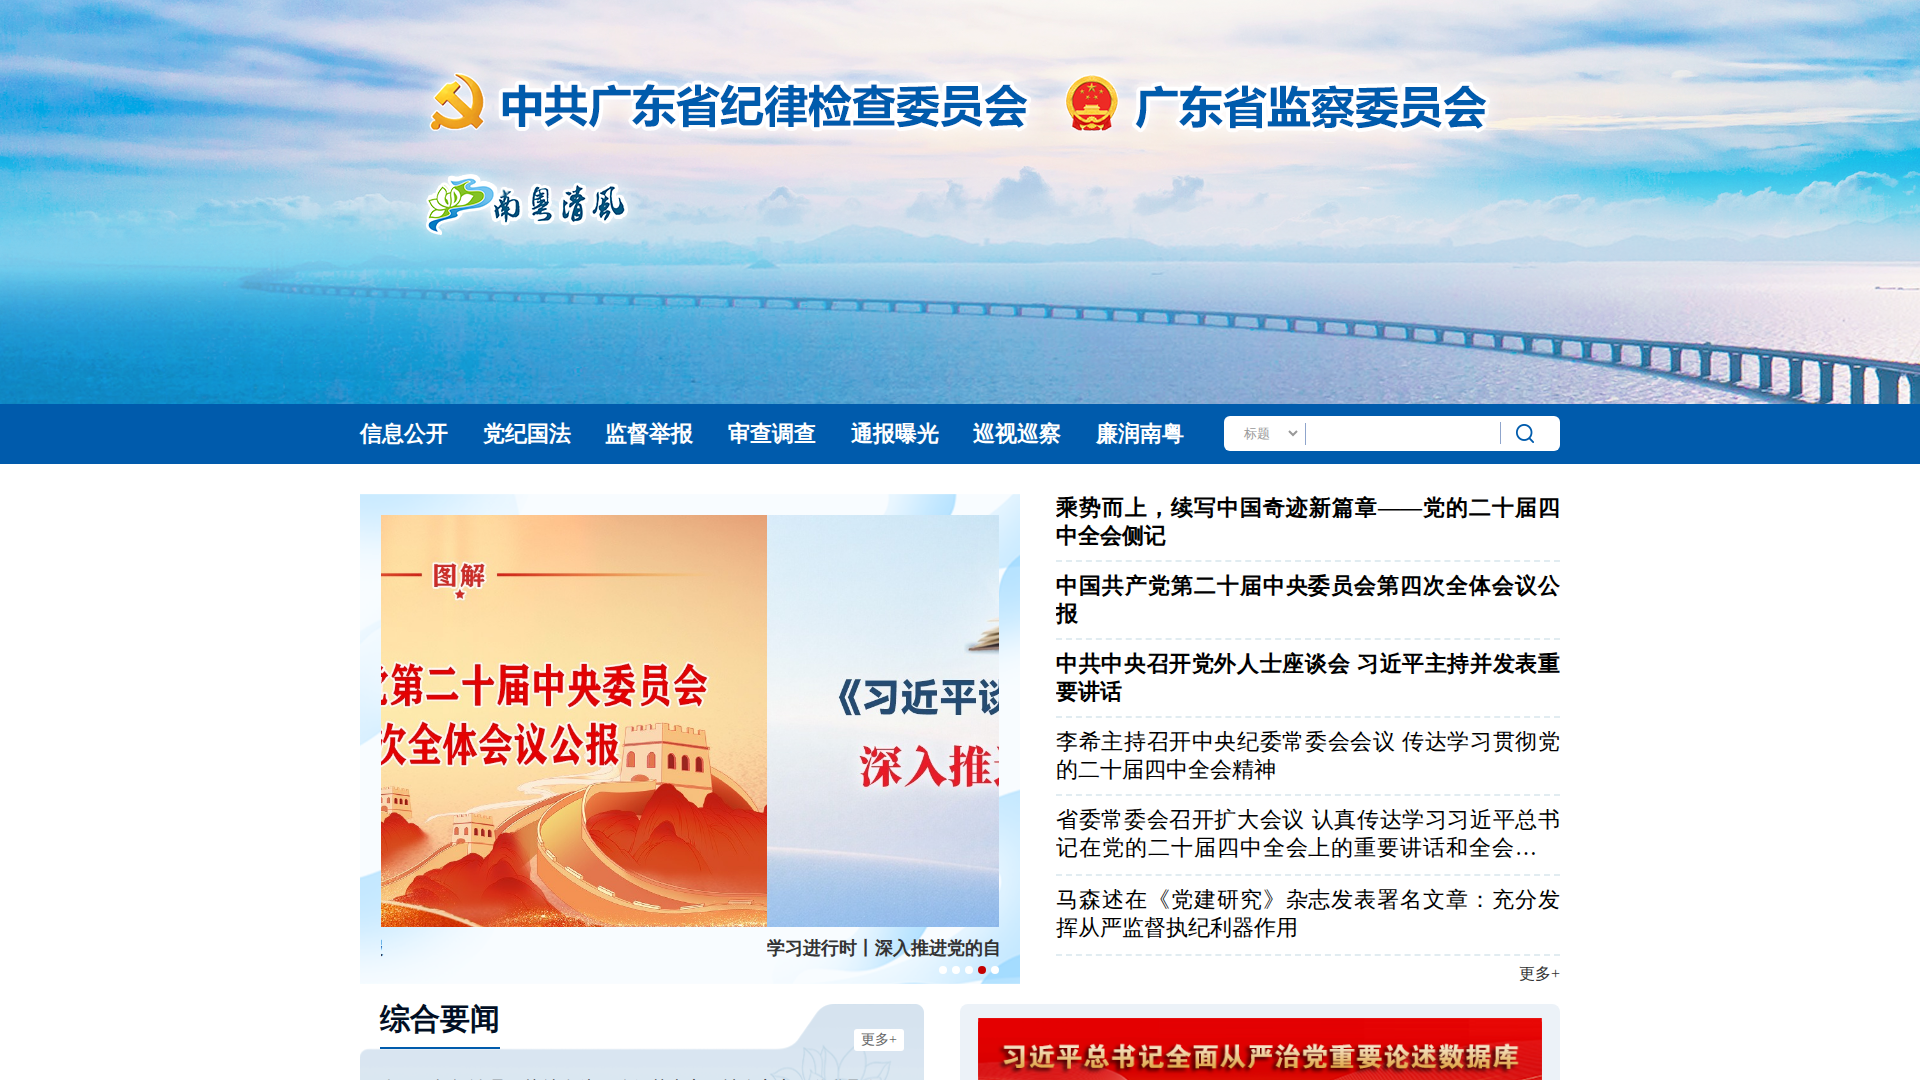 中共广东省纪律检查委员会 广东省监察委员会
南粤清風
信息公开 党纪国法 监督举报 审查调查 通报曝光 巡视巡察 廉润南粤 标题
图解
第二十届中央委员会
次全体会议公报
《习近平谈
深入推
学习进行时丨深入推进党的自
乘势而上，续写中国奇迹新篇章——党的二十届四
中全会侧记
中国共产党第二十届中央委员会第四次全体会议公
报
中共中央召开党外人士座谈会 习近平主持并发表重
要讲话
李希主持召开中央纪委常委会会议 传达学习贯彻党
的二十届四中全会精神
省委常委会召开扩大会议 认真传达学习习近平总书
记在党的二十届四中全会上的重要讲话和全会…
马森述在《党建研究》杂志发表署名文章：充分发
挥从严监督执纪利器作用
更多+
综合要闻
更多+
习近平总书记全面从严治党重要论述数据库